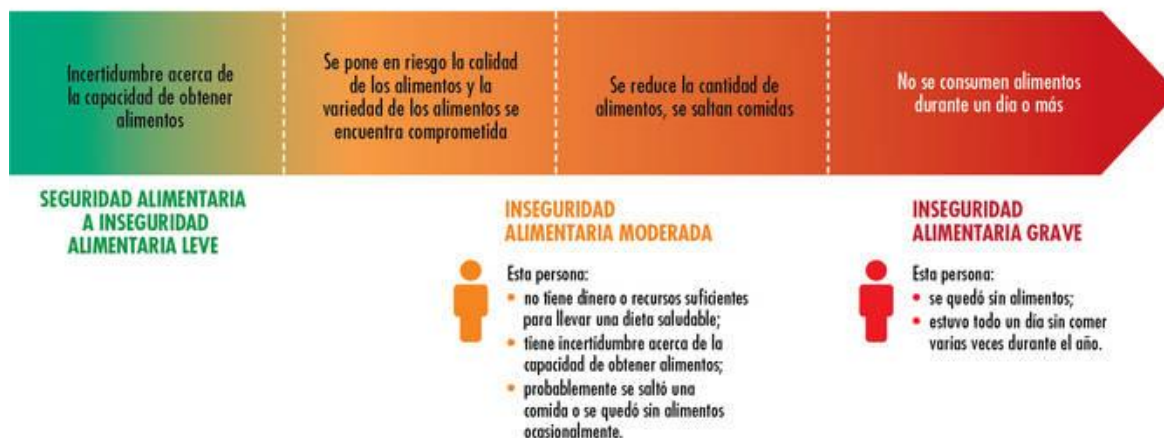 Incertidumbre acerca de
la capacidad de obtener
alimentos
Se pone en riesgo la calidad
de los alimentos y la
variedad de los alimentos se
encuentra comprometida
Se reduce la cantidad de
alimentos, se saltan comidas
No se consumen alimentos
durante un día o más
SEGURIDAD ALIMENTARIA
A INSEGURIDAD
ALIMENTARIA LEVE
INSEGURIDAD
ALIMENTARIA MODERADA
Esta persona:
• no tiene dinero o recursos suficientes
para llevar una dieta saludable;
• tiene incertidumbre acerca de la
capacidad de obtener alimentos;
• probablemente se saltó una
comida o se quedó sin alimentos
ocasionalmente.
INSEGURIDAD
ALIMENTARIA GRAVE
Esta persona:
• se quedó sin alimentos;
• estuvo todo un día sin comer
varias veces durante el año.